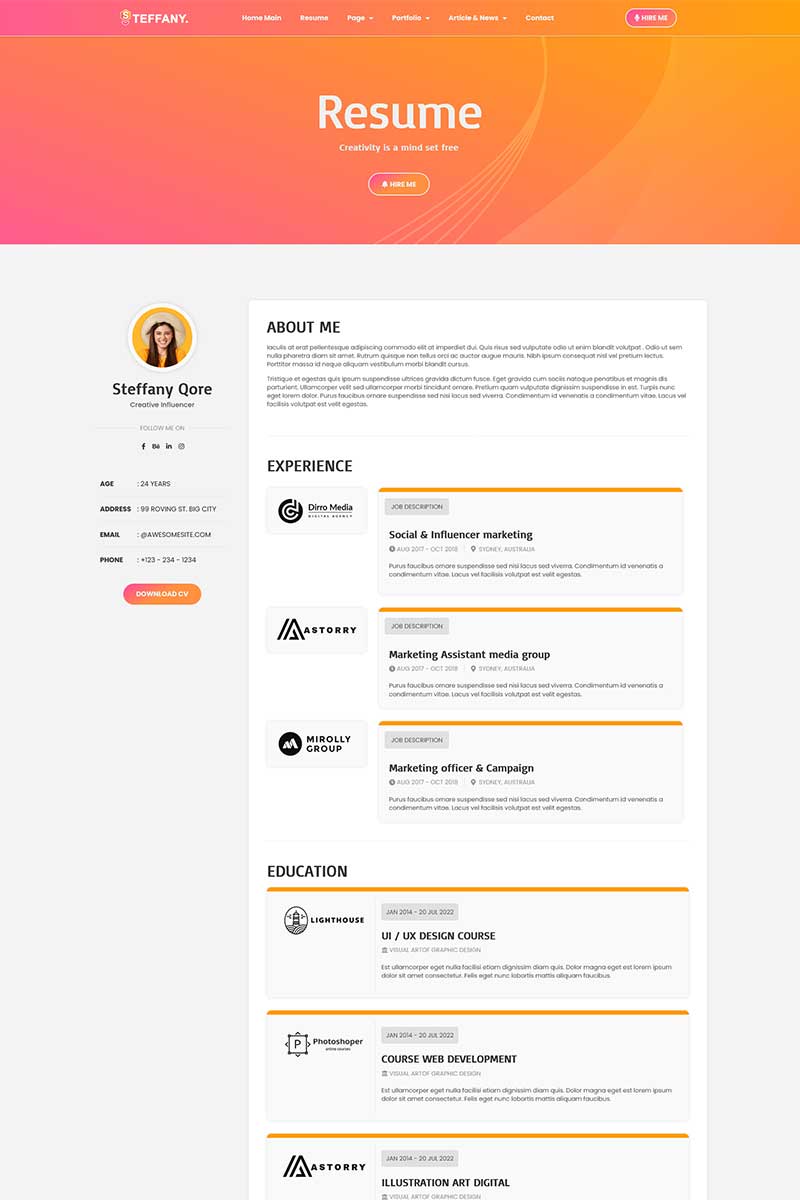 STEFFANY.
Home Main
Resume
Page
Portfolio
Article & News
Contact
HIRE ME
Resume
Creativity is a mind set free
HIRE ME
Steffany Qore
Creative Influencer
FOLLOW ME ON
AGE : 24 YEARS
ADDRESS : 99 ROVING ST. BIG CITY
EMAIL : @AWESOMESITE.COM
PHONE : +123 - 234 - 1234
DOWNLOAD CV
ABOUT ME
Iaculis at erat pellentesque adipiscing commodo elit at imperdiet dui. Quis risus sed vulputate odio ut enim blandit volutpat . Odio ut sem
nulla pharetra diam sit amet. Rutrum quisque non tellus orci ac auctor augue mauris. Nibh ipsum consequat nisl vel pretium lectus.
Porttitor massa id neque aliquam vestibulum morbi blandit cursus.
Tristique et egestas quis ipsum suspendisse ultrices gravida dictum fusce. Eget gravida cum sociis natoque penatibus et magnis dis
parturient. Ullamcorper velit sed ullamcorper morbi tincidunt ornare. Pretium quam vulputate dignissim suspendisse in est. Turpis nunc
eget lorem dolor. Purus faucibus ornare suspendisse sed nisi lacus sed viverra. Condimentum id venenatis a condimentum vitae. Lacus vel
facilisis volutpat est velit egestas.
EXPERIENCE
Dirro Media
DIGITAL AGENCY
JOB DESCRIPTION
Social & Influencer marketing
AUG 2017 - OCT 2018 SYDNEY, AUSTRALIA
Purus faucibus ornare suspendisse sed nisi lacus sed viverra. Condimentum id venenatis a
condimentum vitae. Lacus vel facilisis volutpat est velit egestas.
ASTORRY
JOB DESCRIPTION
Marketing Assistant media group
AUG 2017 - OCT 2018 SYDNEY, AUSTRALIA
Purus faucibus ornare suspendisse sed nisi lacus sed viverra. Condimentum id venenatis a
condimentum vitae. Lacus vel facilisis volutpat est velit egestas.
MIROLLY
GROUP
JOB DESCRIPTION
Marketing officer & Campaign
AUG 2017 - OCT 2018 SYDNEY, AUSTRALIA
Purus faucibus ornare suspendisse sed nisi lacus sed viverra. Condimentum id venenatis a
condimentum vitae. Lacus vel facilisis volutpat est velit egestas.
EDUCATION
LIGHTHOUSE
JAN 2014 - 20 JUL 2022
UI / UX DESIGN COURSE
VISUAL ARTOF GRAPHIC DESIGN
Est ullamcorper eget nulla facilisi etiam dignissim diam quis. Dolor magna eget est lorem ipsum
dolor sit amet consectetur. Felis eget nunc lobortis mattis aliquam faucibus.
P Photoshoper
online courses
JAN 2014 - 20 JUL 2022
COURSE WEB DEVELOPMENT
VISUAL ARTOF GRAPHIC DESIGN
Est ullamcorper eget nulla facilisi etiam dignissim diam quis. Dolor magna eget est lorem ipsum
dolor sit amet consectetur. Felis eget nunc lobortis mattis aliquam faucibus.
ASTORRY
JAN 2014 - 20 JUL 2022
ILLUSTRATION ART DIGITAL
VISUAL ARTOF GRAPHIC DESIGN